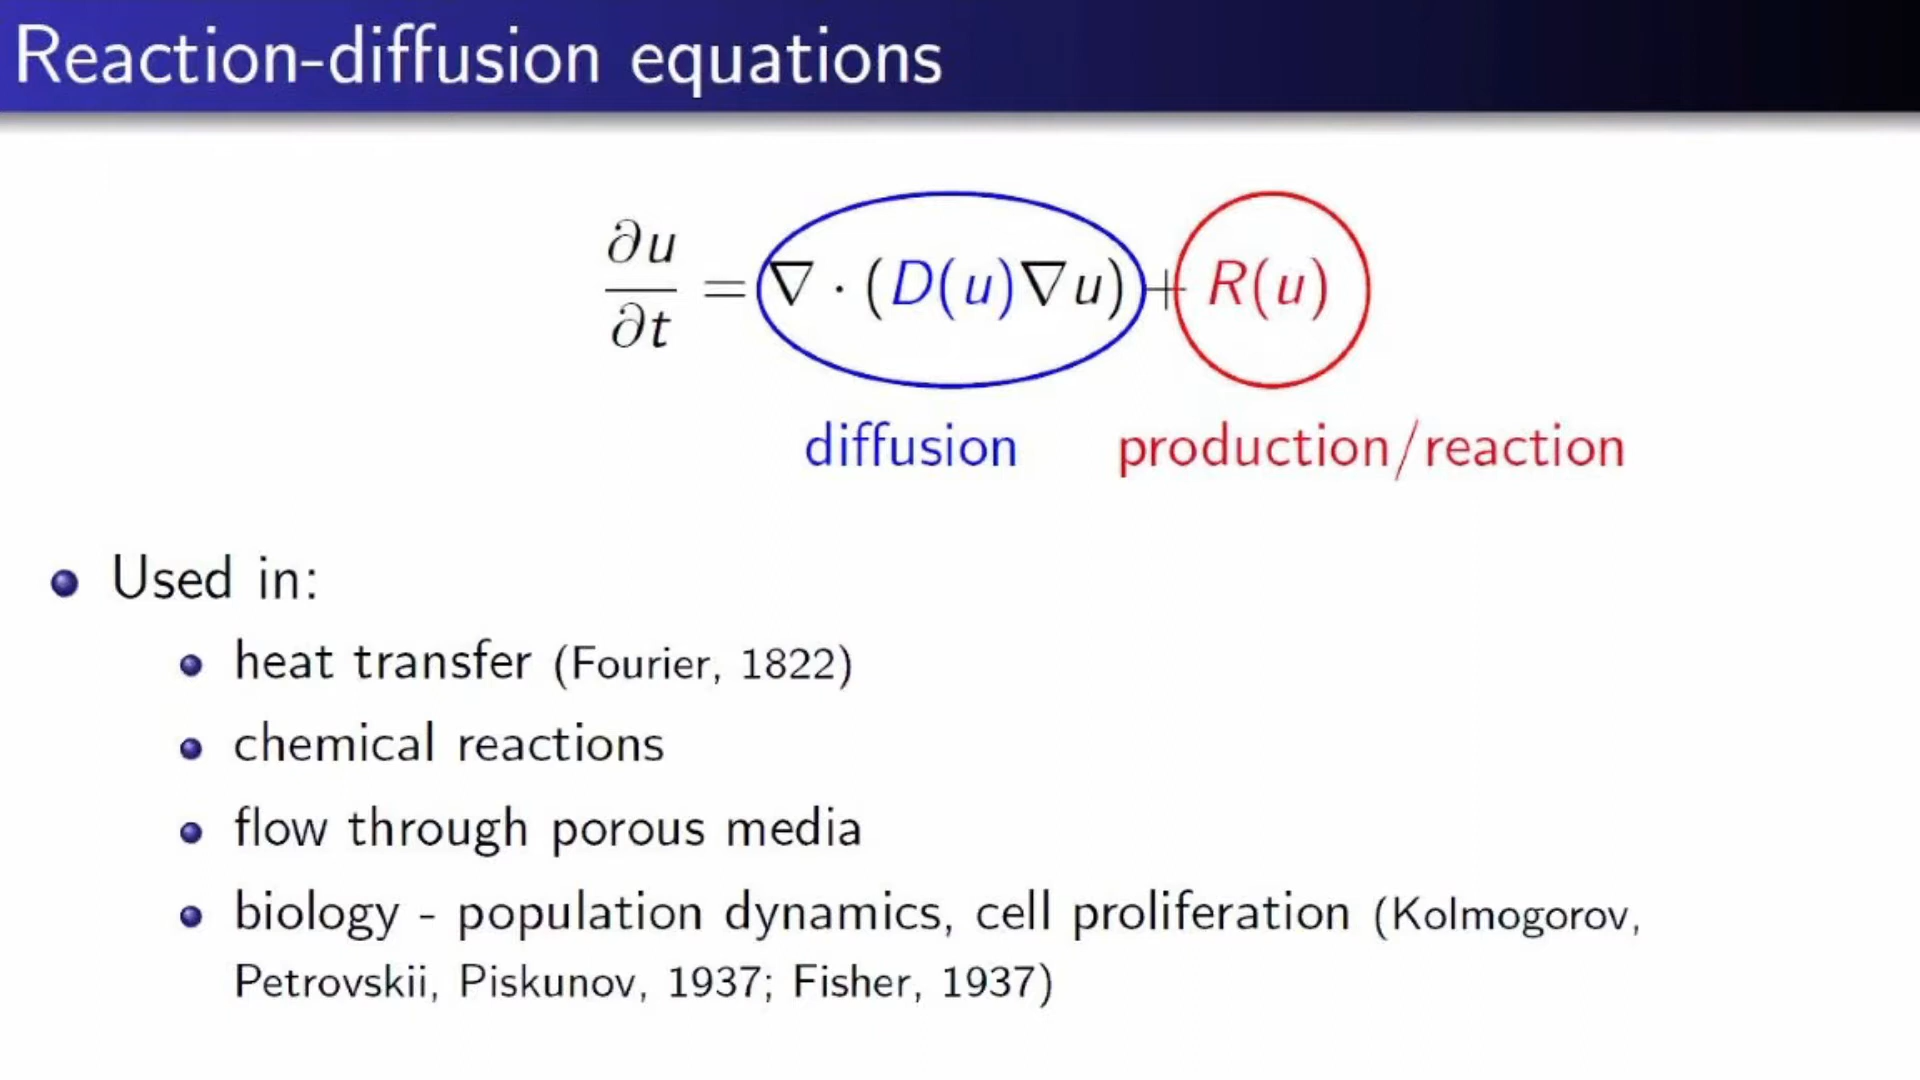 Reaction-diffusion equations
∂u/∂t = ∇ · (D(u)∇u) + R(u)
diffusion production/reaction
Used in:
heat transfer (Fourier, 1822)
chemical reactions
flow through porous media
biology - population dynamics, cell proliferation (Kolmogorov,
Petrovskii, Piskunov, 1937; Fisher, 1937)